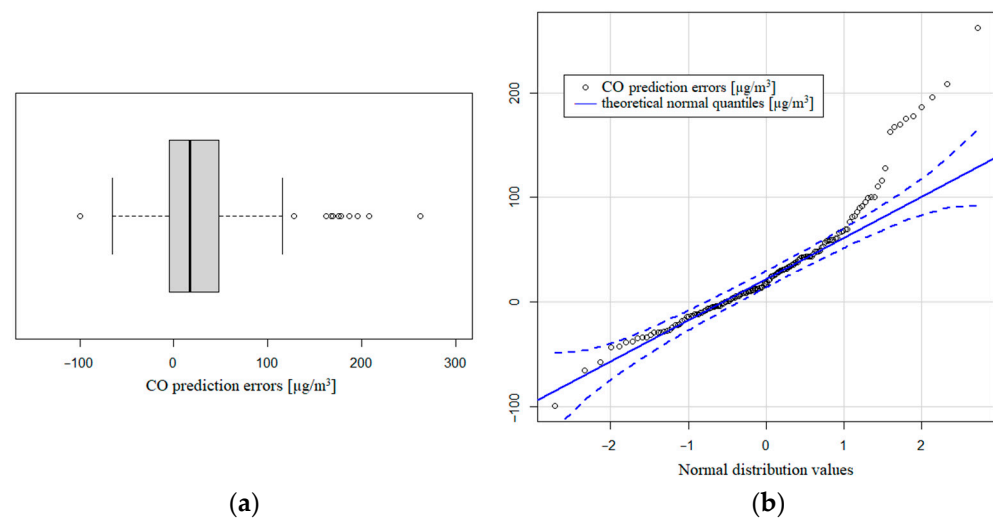 −100
0
100
200
300
CO prediction errors [µg/m³]
(a)
200
100
0
−100
CO prediction errors [µg/m³]
theoretical normal quantiles [µg/m³]
−2
−1
0
1
2
Normal distribution values
(b)